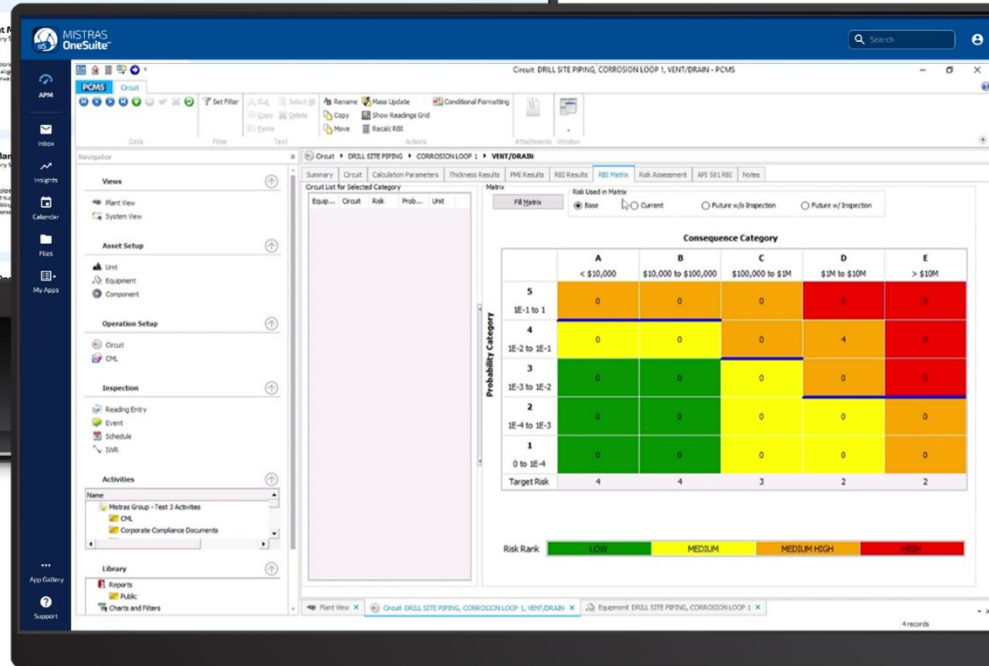 MISTRAS
OneSuite™
Search
APM
Inbox
Insights
Calendar
Files
My Apps
App Gallery
Support
Circuit DRILL SITE PIPING, CORROSION LOOP 1, VENT/DRAIN - PCMS
PCMS Circuit
Set Filter
Cut Select All
Copy Delete
Paste
Rename Mass Update Conditional Formatting
Copy Show Readings Grid
Move Recalc RBI
Data Filter Text Actions Attachments Window
Navigator
Views
Plant View
System View
Asset Setup
Unit
Equipment
Component
Operation Setup
Circuit
CML
Inspection
Reading Entry
Event
Schedule
IWR
Activities
Name
Mistras Group - Test 3 Activities
CML
Corporate Compliance Documents
Library
Reports
Public
Charts and Filters
Circuit DRILL SITE PIPING CORROSION LOOP 1 VENT/DRAIN
Summary Circuit Calculation Parameters Thickness Results PMI Results RBI Results RBI Matrix Risk Assessment API 581 RBI Notes
Circuit List for Selected Category
Equip... Circuit Risk Prob... Unit
Matrix
Fill Matrix
Risk Used in Matrix
Base Current Future w/o Inspection Future w/ Inspection
Consequence Category
A B C D E
< $10,000 $10,000 to $100,000 $100,000 to $1M $1M to $10M > $10M
Probability Category
5
1E-1 to 1
0 0 0 0 0
4
1E-2 to 1E-1
0 0 0 4 0
3
1E-3 to 1E-2
0 0 0 0 0
2
1E-4 to 1E-3
0 0 0 0 0
1
0 to 1E-4
0 0 0 0 0
Target Risk 4 4 3 2 2
Risk Rank LOW MEDIUM MEDIUM HIGH HIGH
Plant View X Circuit DRILL SITE PIPING, CORROSION LOOP 1, VENT/DRAIN X Equipment DRILL SITE PIPING, CORROSION LOOP 1 X
4 records